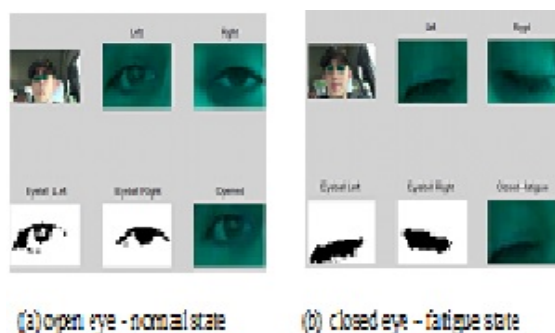 Left Right
Left Right
Eyeball Left Eyeball Right Opened
Eyeball Left Eyeball Right Closed-fatigue
(a) open eye - normal state (b) closed eye – fatigue state